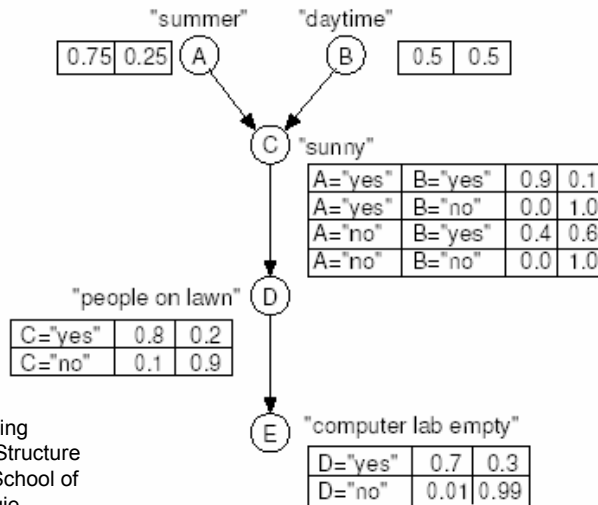 "summer" "daytime"
0.75 0.25 A B 0.5 0.5
C "sunny"
A="yes" B="yes" 0.9 0.1
A="yes" B="no" 0.0 1.0
A="no" B="yes" 0.4 0.6
A="no" B="no" 0.0 1.0
"people on lawn" D
C="yes" 0.8 0.2
C="no" 0.1 0.9
E "computer lab empty"
D="yes" 0.7 0.3
D="no" 0.01 0.99
ing
Structure
School of